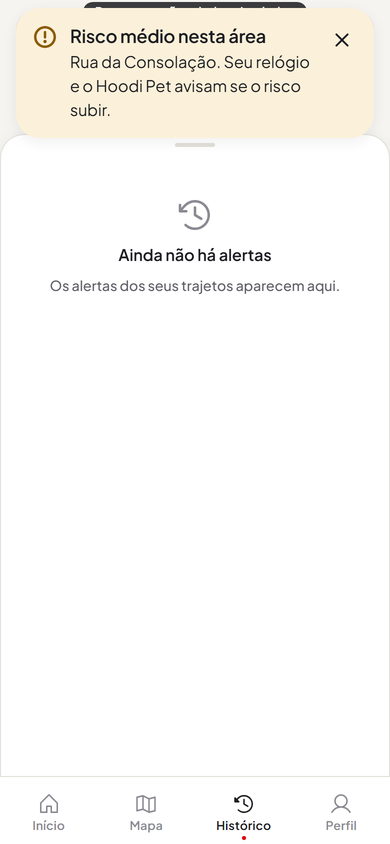 Risco médio nesta área
Rua da Consolação. Seu relógio
e o Hoodi Pet avisam se o risco
subir.
Ainda não há alertas
Os alertas dos seus trajetos aparecem aqui.
Início
Mapa
Histórico
Perfil